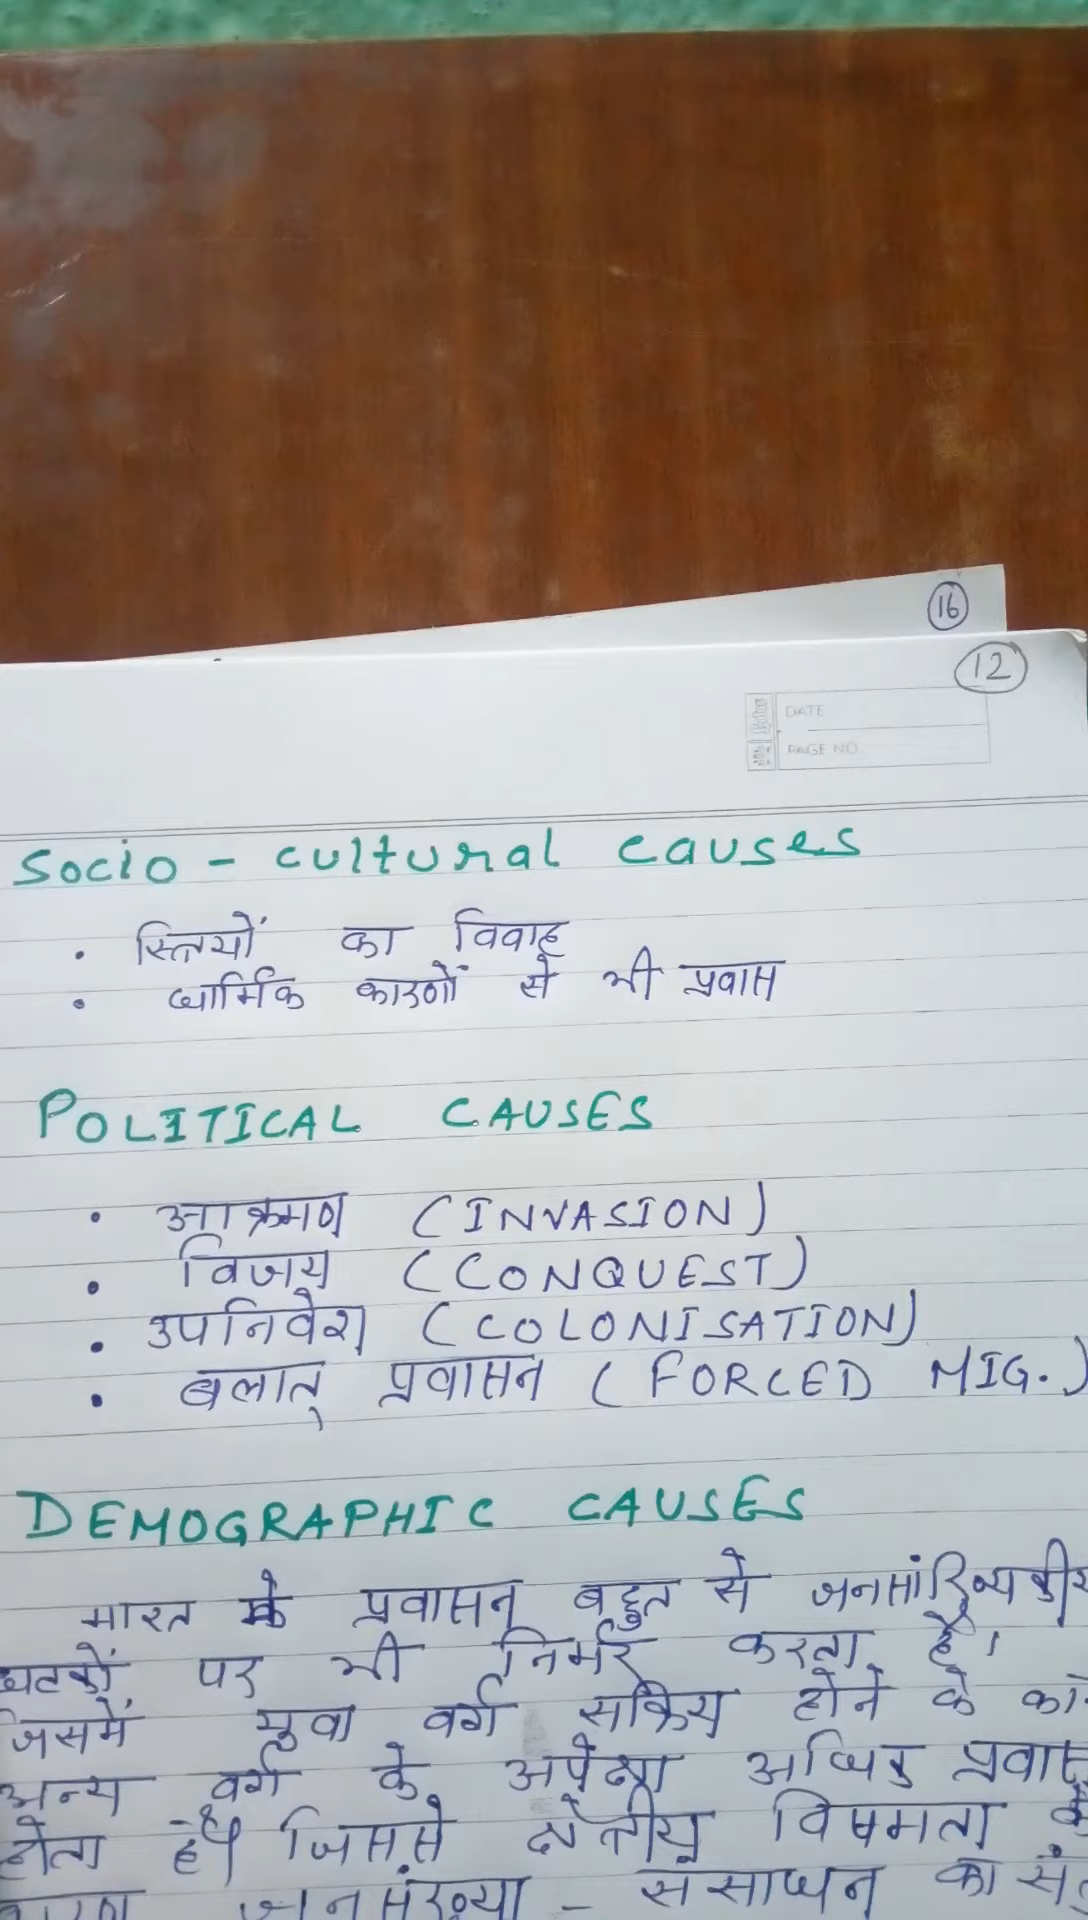 16
12
DATE
PAGE NO
Socio - cultural causes
• स्त्रियों का विवाह
• धार्मिक कारणों से भी प्रवास
POLITICAL CAUSES
• आक्रमण (INVASION)
• विजय (CONQUEST)
• उपनिवेश (COLONISATION)
• बलात् प्रवासन (FORCED MIG.)
DEMOGRAPHIC CAUSES
भारत के प्रवासन बहुत से जनसांख्यिकीय
घटकों पर भी निर्भर करता है।
जिसमें युवा वर्ग सक्रिय होने के
अन्य वर्ग के अपेक्षा अधिक
होता है। जिससे क्षेत्रीय विषमता के
जनसंख्या - संसाधन का